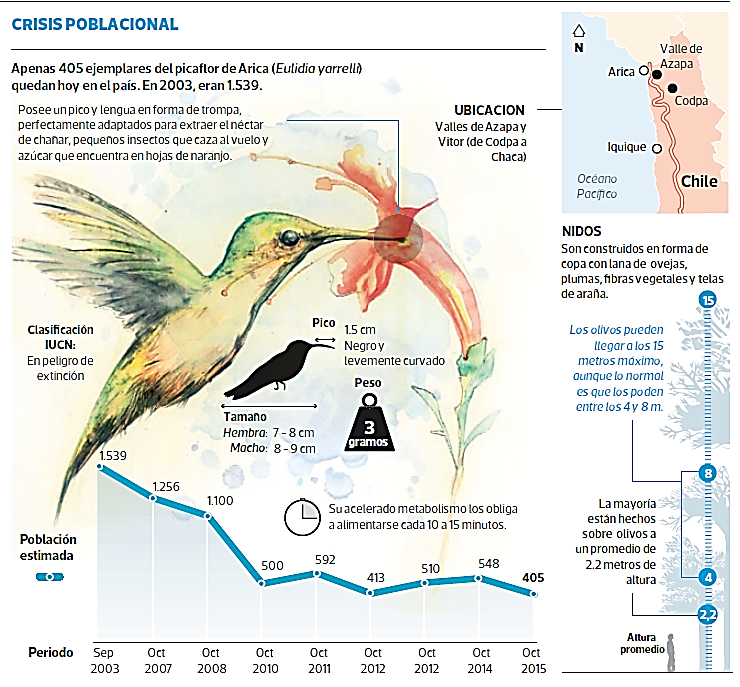 CRISIS POBLACIONAL
Apenas 405 ejemplares del picaflor de Arica (Eulidia yarrelli)
quedan hoy en el país. En 2003, eran 1.539.
Posee un pico y lengua en forma de trompa,
perfectamente adaptados para extraer el néctar
de chañar, pequeños insectos que caza al vuelo y
azúcar que encuentra en hojas de naranjo.
UBICACION
Valles de Azapa y
Vitor (de Codpa a
Chaca)
N
Valle de
Azapa
Arica
Codpa
Iquique
Océano
Pacífico
Chile
NIDOS
Son construidos en forma de
copa con lana de ovejas,
plumas, fibras vegetales y telas
de araña.
15
Los olivos pueden
llegar a los 15
metros máximo,
aunque lo normal
es que los poden
entre los 4 y 8 m.
8
La mayoría
están hechos
sobre olivos a
un promedio de
2.2 metros de
altura
4
2,2
Altura
promedio
Clasificación
IUCN:
En peligro de
extinción
Pico
1.5 cm
Negro y
levemente curvado
Peso
3
gramos
Tamaño
Hembra: 7 - 8 cm
Macho: 8 - 9 cm
Su acelerado metabolismo los obliga
a alimentarse cada 10 a 15 minutos.
Población
estimada
1.539
1.256
1.100
500
592
413
510
548
405
Periodo
Sep 2003
Oct 2007
Oct 2008
Oct 2010
Oct 2011
Oct 2012
Oct 2012
Oct 2014
Oct 2015